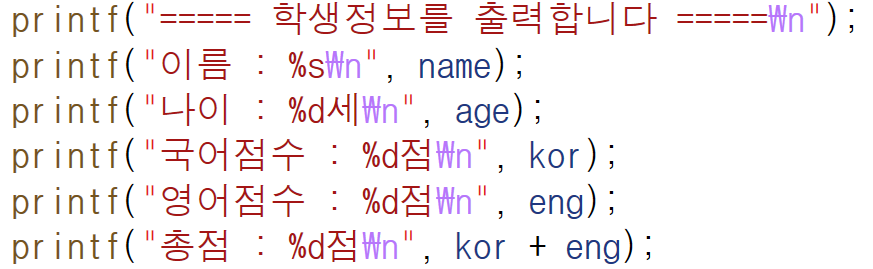 printf("===== 학생정보를 출력합니다 =====₩n");
printf("이름 : %s₩n", name);
printf("나이 : %d세₩n", age);
printf("국어점수 : %d점₩n", kor);
printf("영어점수 : %d점₩n", eng);
printf("총점 : %d점₩n", kor + eng);